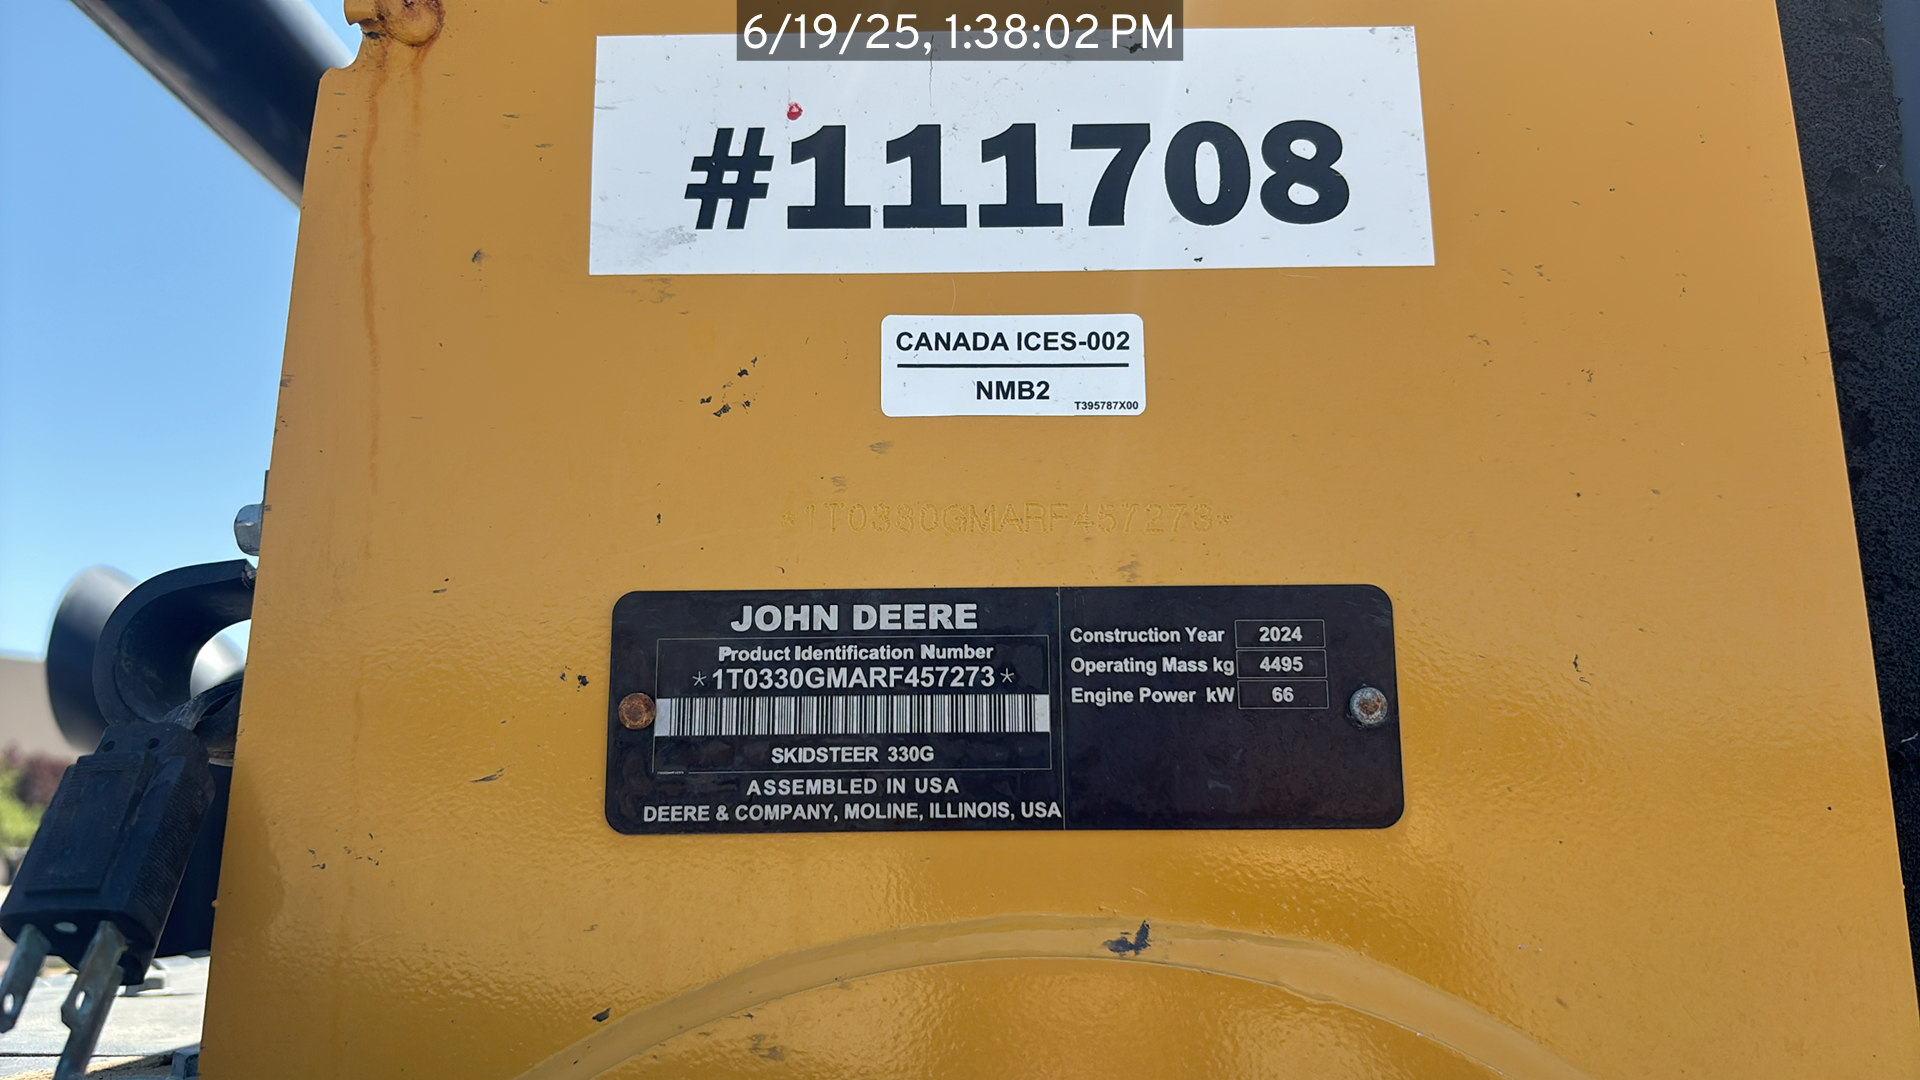 6/19/25, 1:38:02 PM
#111708
CANADA ICES-002
NMB2
T395787X00
*1T0330GMARF457273*
JOHN DEERE
Product Identification Number
*1T0330GMARF457273*
SKIDSTEER 330G
ASSEMBLED IN USA
DEERE & COMPANY, MOLINE, ILLINOIS, USA
Construction Year 2024
Operating Mass kg 4495
Engine Power kW 66